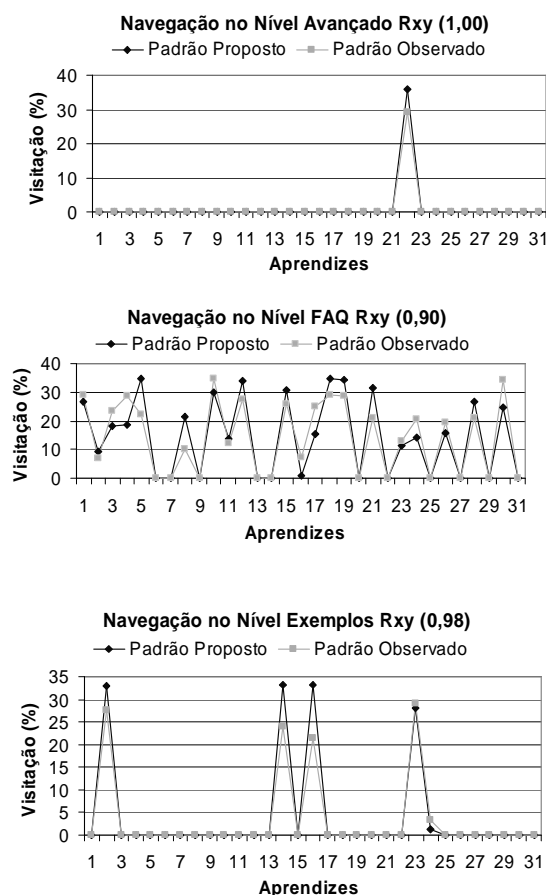 Navegação no Nível Avançado Rxy (1,00)
Padrão Proposto Padrão Observado
Visitação (%)
40
30
20
10
0
1 3 5 7 9 11 13 15 17 19 21 23 25 27 29 31
Aprendizes
Navegação no Nível FAQ Rxy (0,90)
Padrão Proposto Padrão Observado
Visitação (%)
40
30
20
10
0
1 3 5 7 9 11 13 15 17 19 21 23 25 27 29 31
Aprendizes
Navegação no Nível Exemplos Rxy (0,98)
Padrão Proposto Padrão Observado
Visitação (%)
35
30
25
20
15
10
5
0
1 3 5 7 9 11 13 15 17 19 21 23 25 27 29 31
Aprendizes